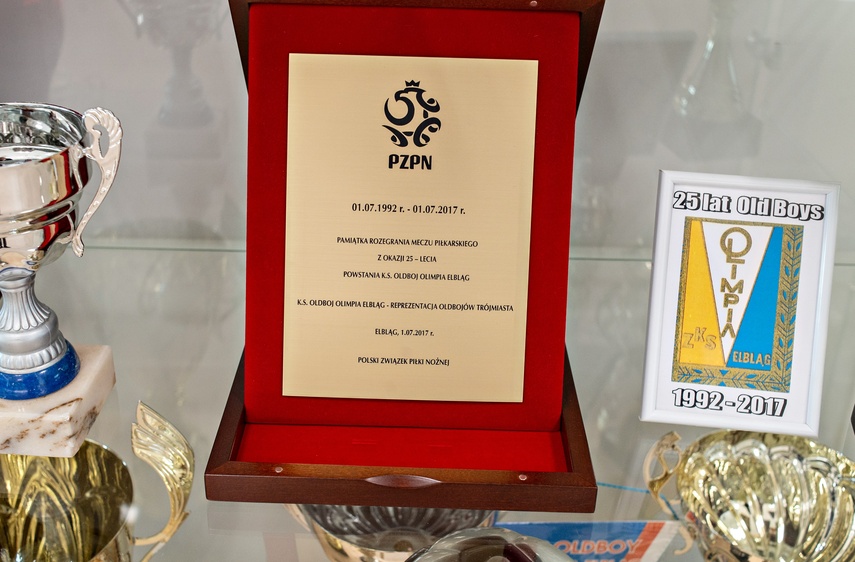 PZPN
01.07.1992 r. - 01.07.2017 r.
PAMIĄTKA ROZEGRANIA MECZU PIŁKARSKIEGO
Z OKAZJI 25 – LECIA
POWSTANIA K.S. OLDBOJ OLIMPIA ELBLĄG
K.S. OLDBOJ OLIMPIA ELBLĄG - REPREZENTACJA OLDBOJÓW TRÓJMIASTA
ELBLĄG, 1.07.2017 r.
POLSKI ZWIĄZEK PIŁKI NOŻNEJ
25 lat Old Boys
OLIMPIA
ZKS
ELBLĄG
1992 - 2017
OLDBOY